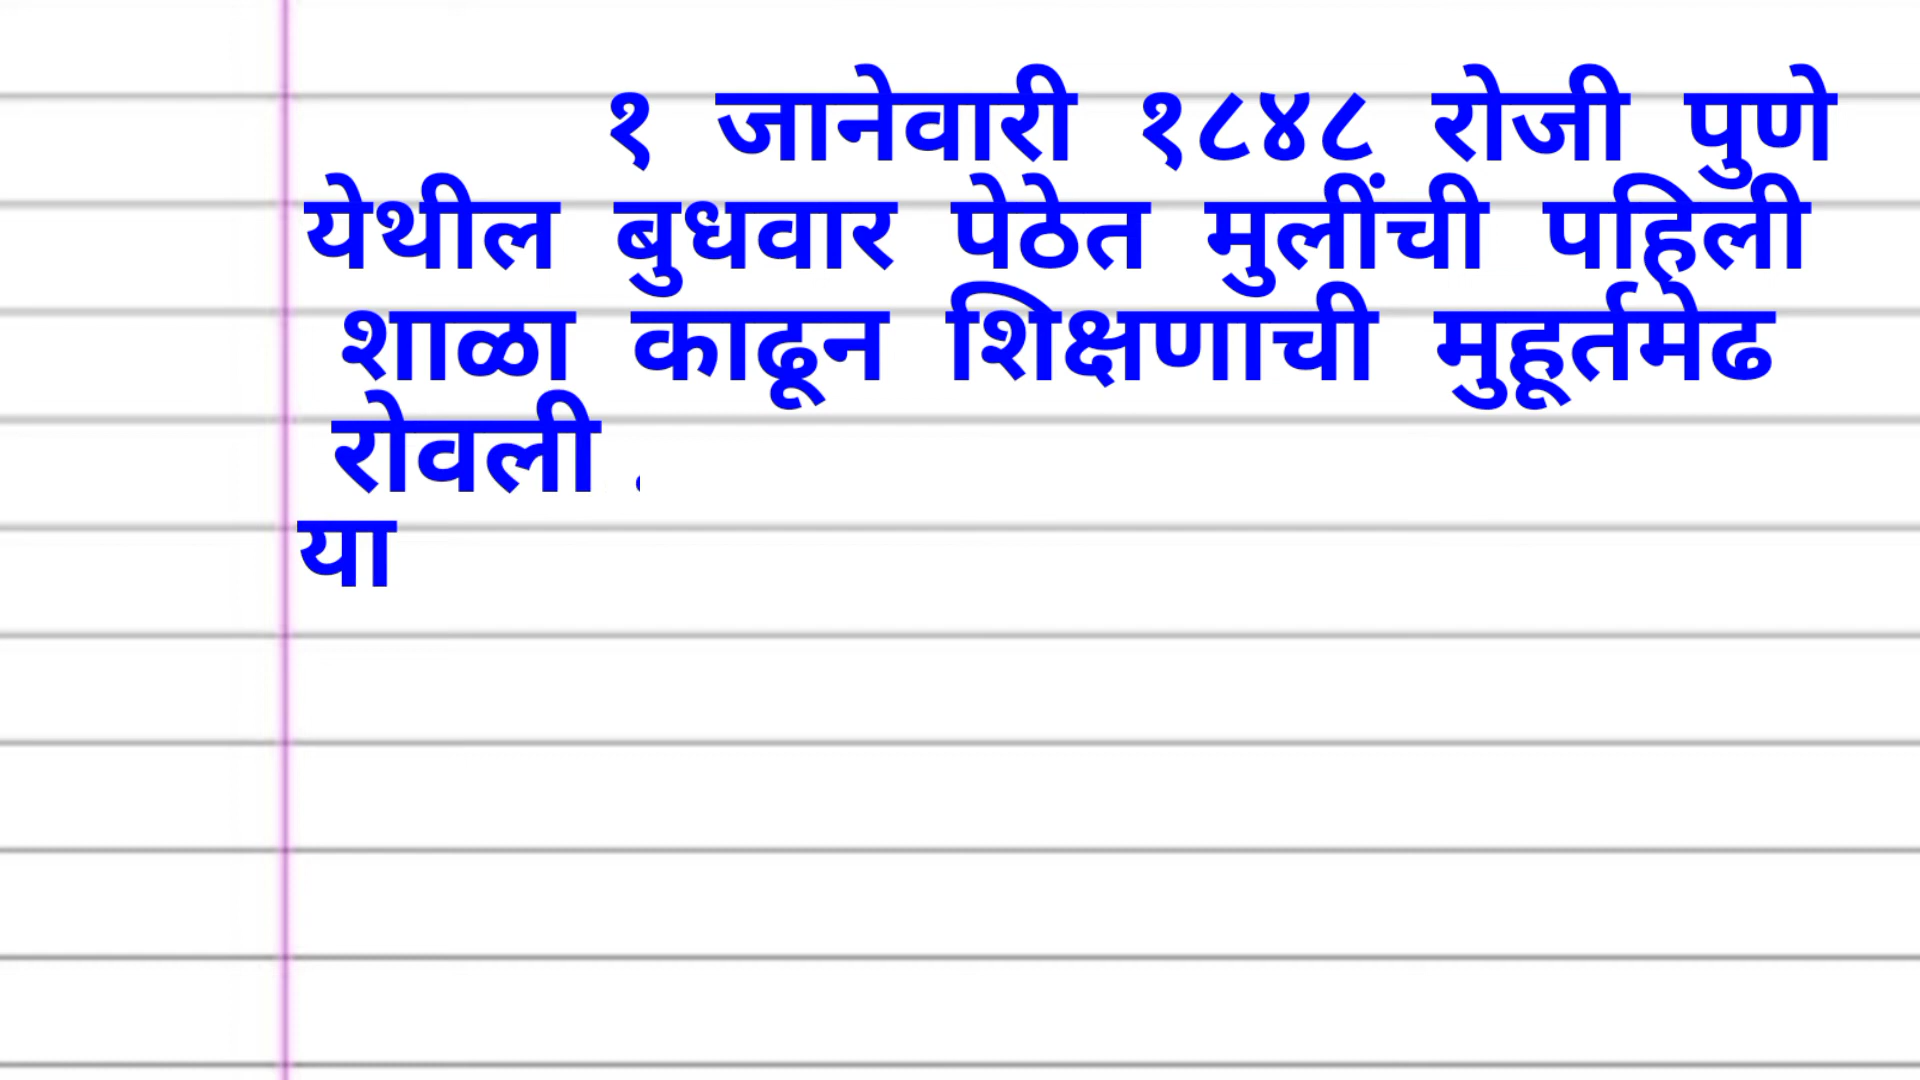 १ जानेवारी १८४८ रोजी पुणे
येथील बुधवार पेठेत मुलींची पहिली
शाळा काढून शिक्षणाची मुहूर्तमेढ
रोवली .
या